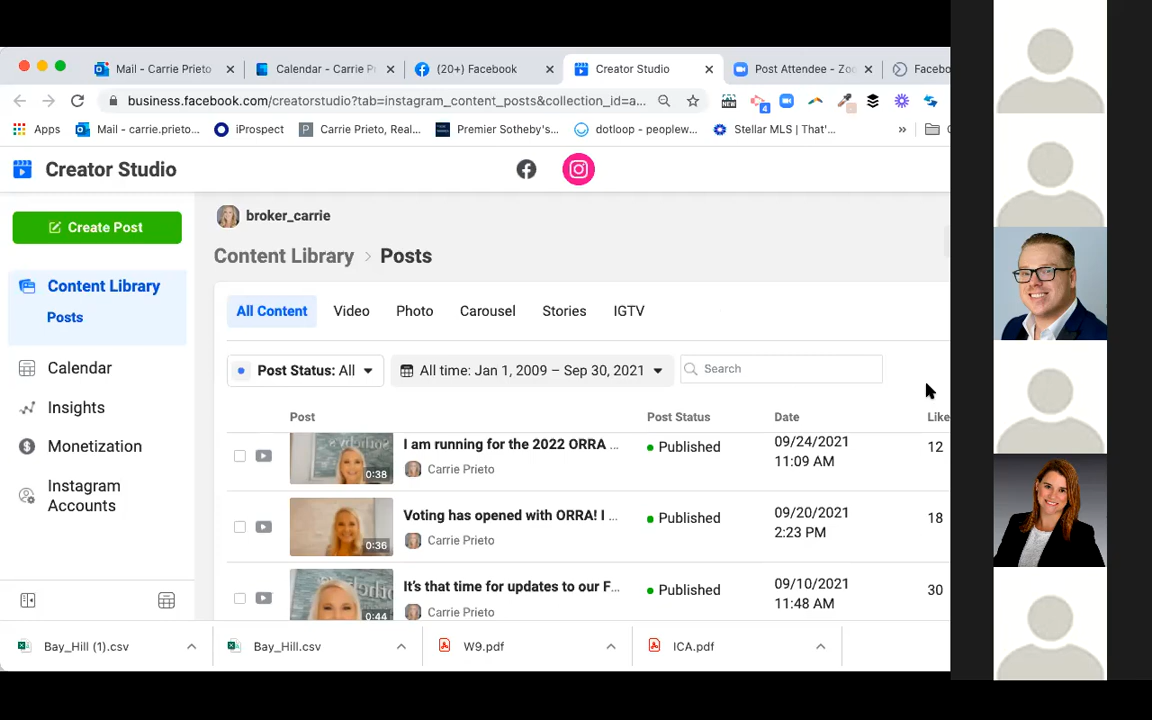 Mail - Carrie Prieto
Calendar - Carrie P
(20+) Facebook
Creator Studio
Post Attendee - Zoo
Facebo
business.facebook.com/creatorstudio?tab=instagram_content_posts&collection_id=a...
NEW
4
Apps
Mail - carrie.prieto...
iProspect
Carrie Prieto, Real...
Premier Sotheby's...
dotloop - peoplew...
Stellar MLS | That'...
Creator Studio
Create Post
Content Library
Posts
Calendar
Insights
Monetization
Instagram
Accounts
broker_carrie
Content Library > Posts
All Content
Video
Photo
Carousel
Stories
IGTV
Post Status: All
All time: Jan 1, 2009 – Sep 30, 2021
Search
Post
Post Status
Date
Like
I am running for the 2022 ORRA ...
Carrie Prieto
0:38
Published
09/24/2021
11:09 AM
12
Voting has opened with ORRA! I ...
Carrie Prieto
0:36
Published
09/20/2021
2:23 PM
18
It's that time for updates to our F...
Carrie Prieto
0:44
Published
09/10/2021
11:48 AM
30
Bay_Hill (1).csv
Bay_Hill.csv
W9.pdf
ICA.pdf